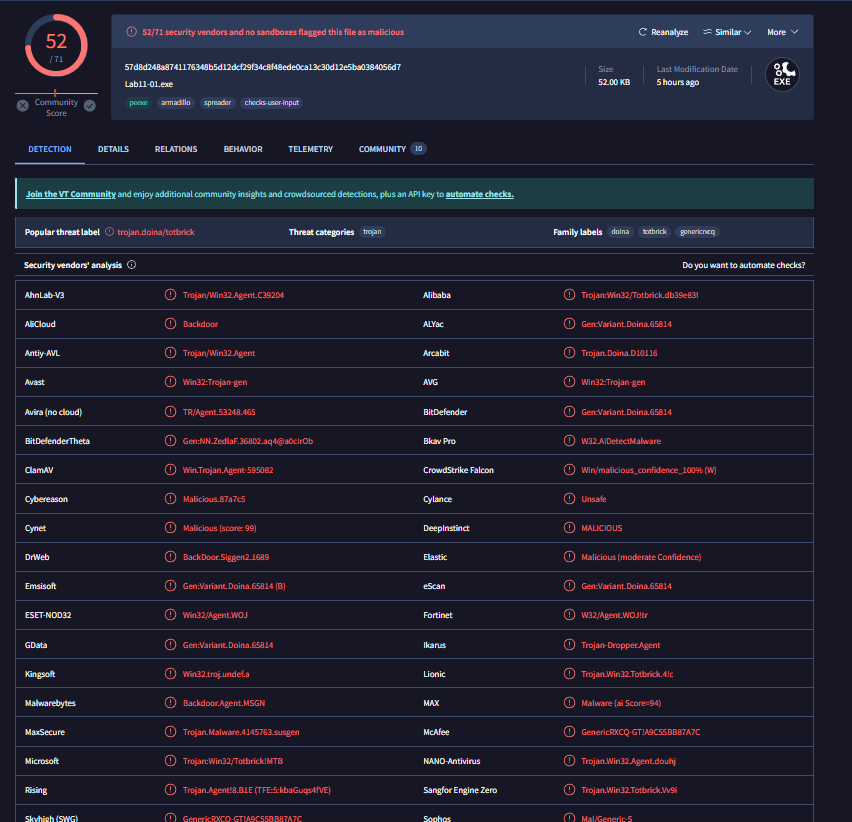 52
/ 71
Community Score
52/71 security vendors and no sandboxes flagged this file as malicious
Reanalyze
Similar
More
57d8d248a8741176348b5d12dcf29f34c8f48ede0ca13c30d12e5ba0384056d7
Lab11-01.exe
peexe
armadillo
spreader
checks-user-input
Size
52.00 KB
Last Modification Date
5 hours ago
EXE
DETECTION
DETAILS
RELATIONS
BEHAVIOR
TELEMETRY
COMMUNITY 10
Join the VT Community and enjoy additional community insights and crowdsourced detections, plus an API key to automate checks.
Popular threat label trojan.doina/totbrick
Threat categories trojan
Family labels doina totbrick genericrxcq
Security vendors' analysis
Do you want to automate checks?
AhnLab-V3 Trojan/Win32.Agent.C39204 Alibaba Trojan:Win32/Totbrick.db39e83f
AliCloud Backdoor ALYac Gen:Variant.Doina.65814
Antiy-AVL Trojan/Win32.Agent Arcabit Trojan.Doina.D10116
Avast Win32:Trojan-gen AVG Win32:Trojan-gen
Avira (no cloud) TR/Agent.53248.465 BitDefender Gen:Variant.Doina.65814
BitDefenderTheta Gen:NN.ZedlaF.36802.aq4@a0cIrOb Bkav Pro W32.AIDetectMalware
ClamAV Win.Trojan.Agent-595082 CrowdStrike Falcon Win/malicious_confidence_100% (W)
Cybereason Malicious.87a7c5 Cylance Unsafe
Cynet Malicious (score: 99) DeepInstinct MALICIOUS
DrWeb BackDoor.Siggen2.1689 Elastic Malicious (moderate Confidence)
Emsisoft Gen:Variant.Doina.65814 (B) eScan Gen:Variant.Doina.65814
ESET-NOD32 Win32/Agent.WOJ Fortinet W32/Agent.WOJ!tr
GData Gen:Variant.Doina.65814 Ikarus Trojan-Dropper.Agent
Kingsoft Win32.troj.undef.a Lionic Trojan.Win32.Totbrick.4!c
Malwarebytes Backdoor.Agent.MSGN MAX Malware (ai Score=94)
MaxSecure Trojan.Malware.4145763.susgen McAfee GenericRXCQ-GT!A9C55BB87A7C
Microsoft Trojan:Win32/Totbrick!MTB NANO-Antivirus Trojan.Win32.Agent.douhj
Rising Trojan.Agent!8.B1E (TFE:5:kbaGuqs4fVE) Sangfor Engine Zero Trojan.Win32.Totbrick.Vv9i
Skyhigh (SWG) GenericRXCQ-GT!A9C55BB87A7C Sophos Mal/Generic-S